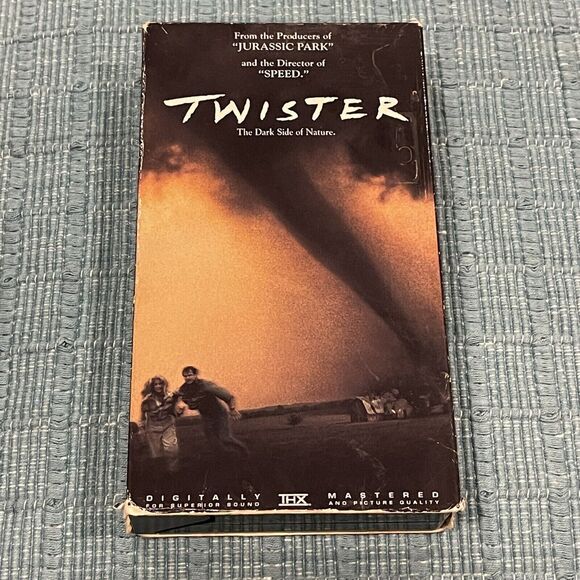 From the Producers of
"JURASSIC PARK"
and the Director of
"SPEED."
TWISTER
The Dark Side of Nature.
DIGITALLY THX MASTERED
FOR SUPERIOR SOUND AND PICTURE QUALITY